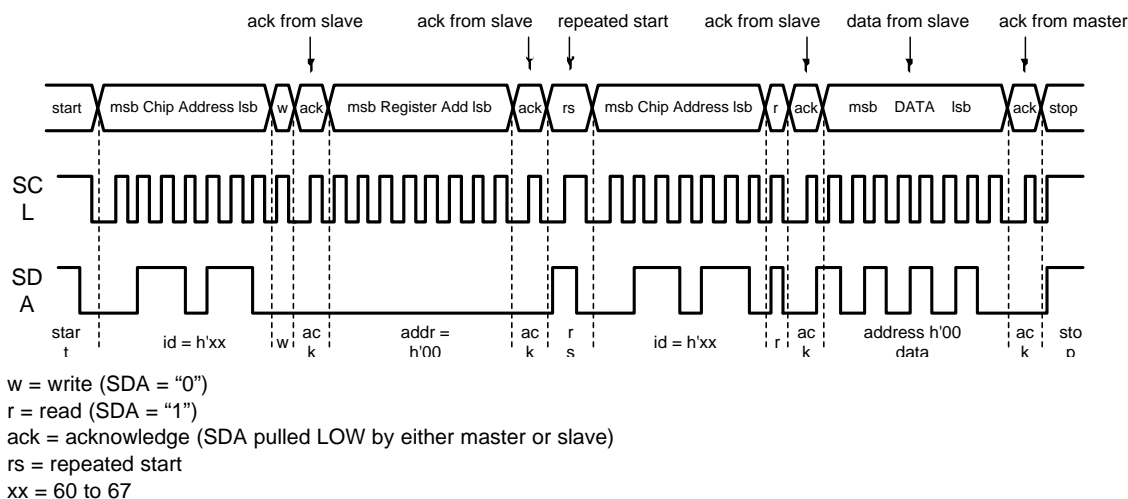 ack from slave ack from slave repeated start ack from slave data from slave ack from master
start msb Chip Address lsb w ack msb Register Add lsb ack rs msb Chip Address lsb r ack msb DATA lsb ack stop
SC
L
SD
A
star
t
id = h'xx
w
ac
k
addr =
h'00
ac
k
r
s
id = h'xx
r
ac
k
address h'00
data
ac
k
sto
p
w = write (SDA = “0”)
r = read (SDA = “1”)
ack = acknowledge (SDA pulled LOW by either master or slave)
rs = repeated start
xx = 60 to 67